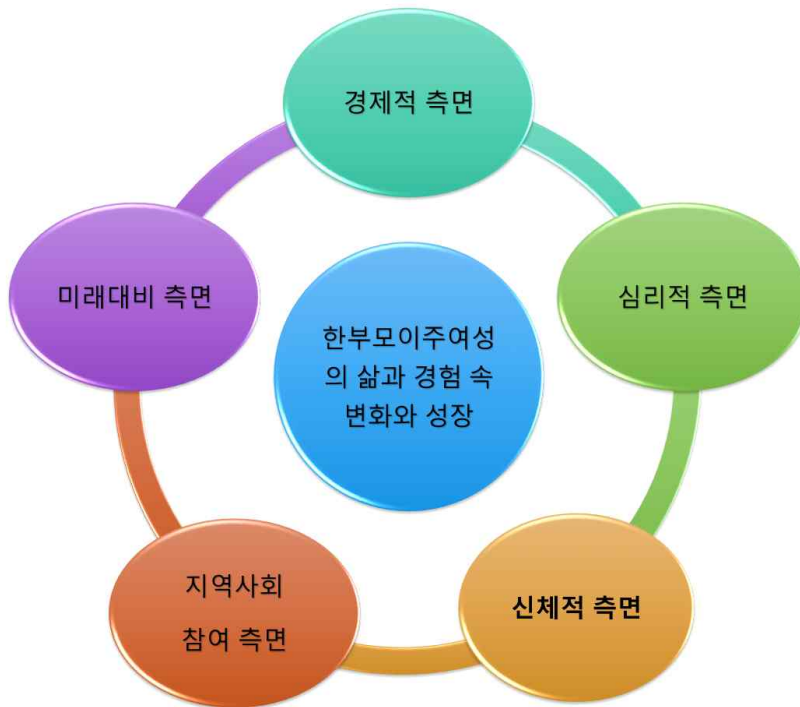 경제적 측면
미래대비 측면
심리적 측면
한부모이주여성
의 삶과 경험 속
변화와 성장
지역사회
참여 측면
신체적 측면